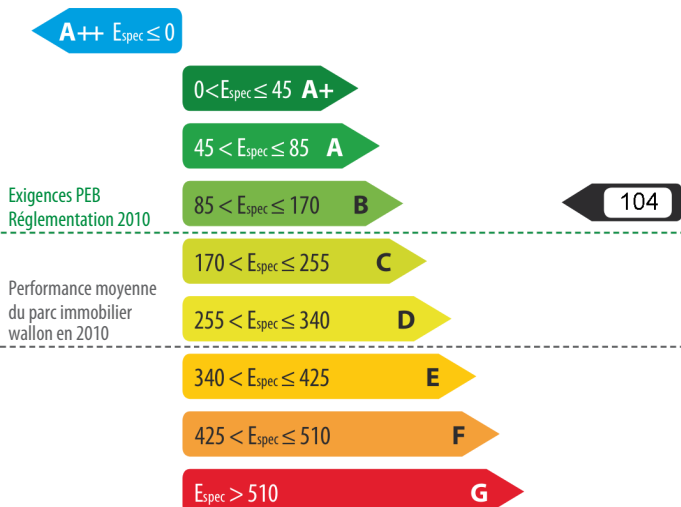 A++ Espec ≤ 0
0 < Espec ≤ 45 A+
45 < Espec ≤ 85 A
Exigences PEB
Réglementation 2010
85 < Espec ≤ 170 B
104
170 < Espec ≤ 255 C
Performance moyenne
du parc immobilier
wallon en 2010
255 < Espec ≤ 340 D
340 < Espec ≤ 425 E
425 < Espec ≤ 510 F
Espec > 510 G